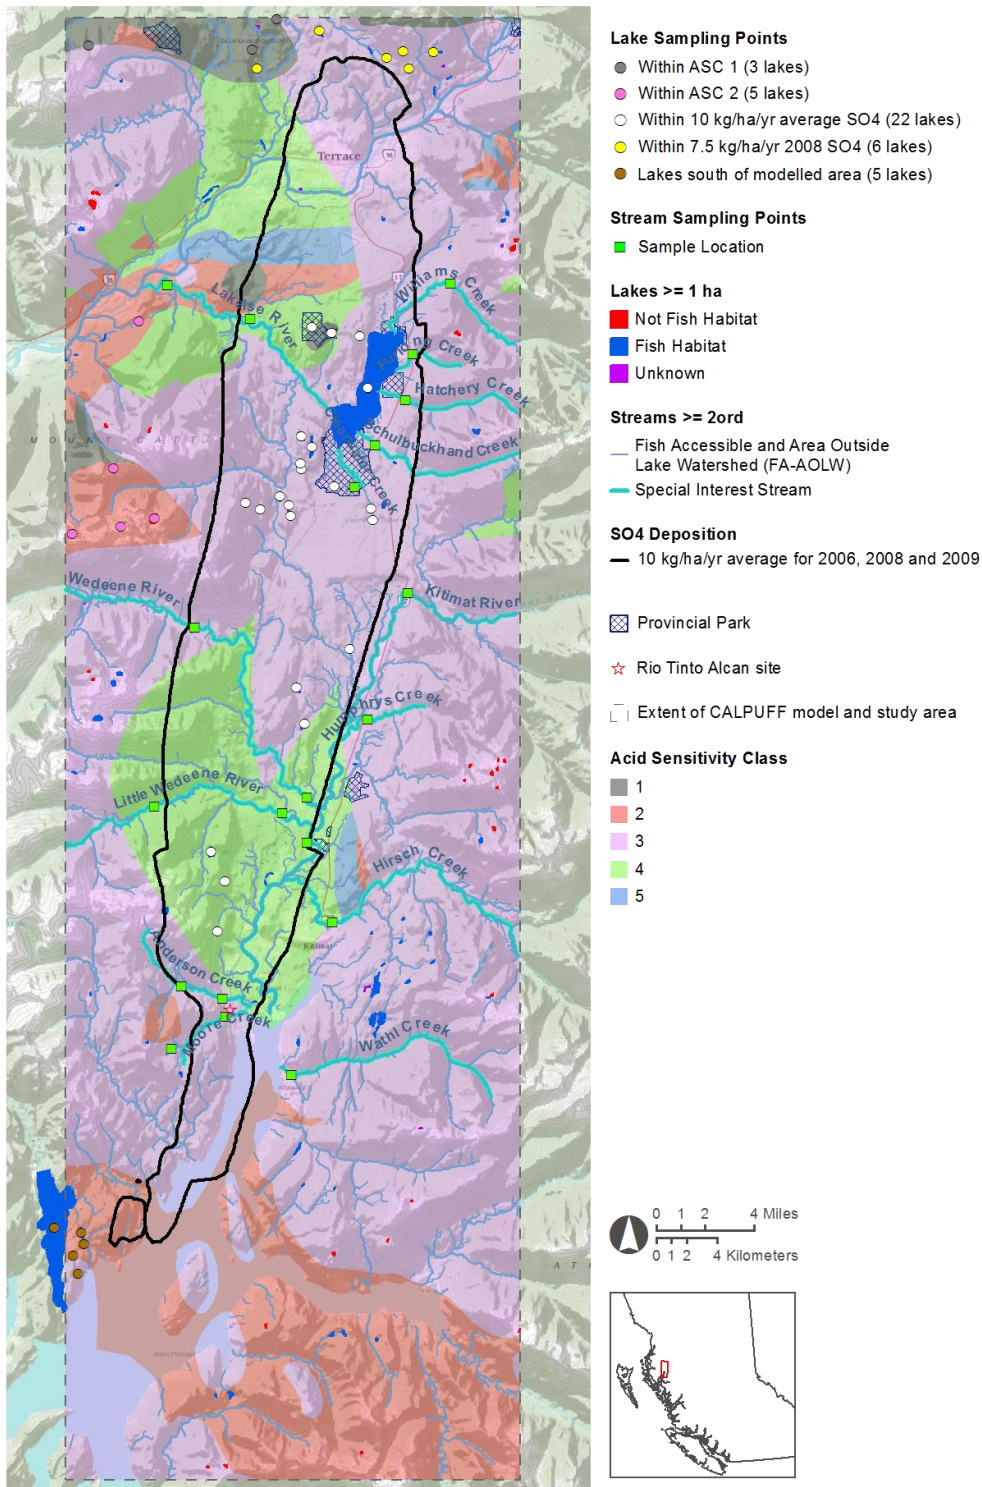 Terrace
Williams Creek
Lakelse River
Furlong Creek
Hatchery Creek
Schulbuckhand Creek
Creek
Wedeene River
Kitimat River
Humphrys Creek
Little Wedeene River
Hirsch Creek
Kitimat
Anderson Creek
Moore Creek
Wathl Creek
Lake Sampling Points
Within ASC 1 (3 lakes)
Within ASC 2 (5 lakes)
Within 10 kg/ha/yr average SO4 (22 lakes)
Within 7.5 kg/ha/yr 2008 SO4 (6 lakes)
Lakes south of modelled area (5 lakes)
Stream Sampling Points
Sample Location
Lakes >= 1 ha
Not Fish Habitat
Fish Habitat
Unknown
Streams >= 2ord
Fish Accessible and Area Outside
Lake Watershed (FA-AOLW)
Special Interest Stream
SO4 Deposition
10 kg/ha/yr average for 2006, 2008 and 2009
Provincial Park
Rio Tinto Alcan site
Extent of CALPUFF model and study area
Acid Sensitivity Class
1
2
3
4
5
0 1 2 4 Miles
0 1 2 4 Kilometers